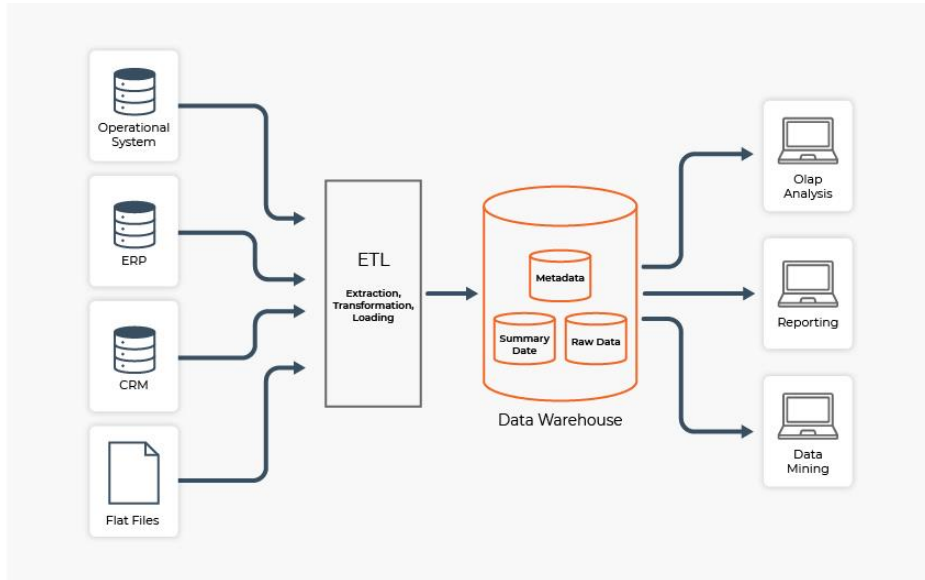 Operational
System
ERP
CRM
Flat Files
ETL
Extraction,
Transformation,
Loading
Metadata
Summary
Date
Raw Data
Data Warehouse
Olap
Analysis
Reporting
Data
Mining